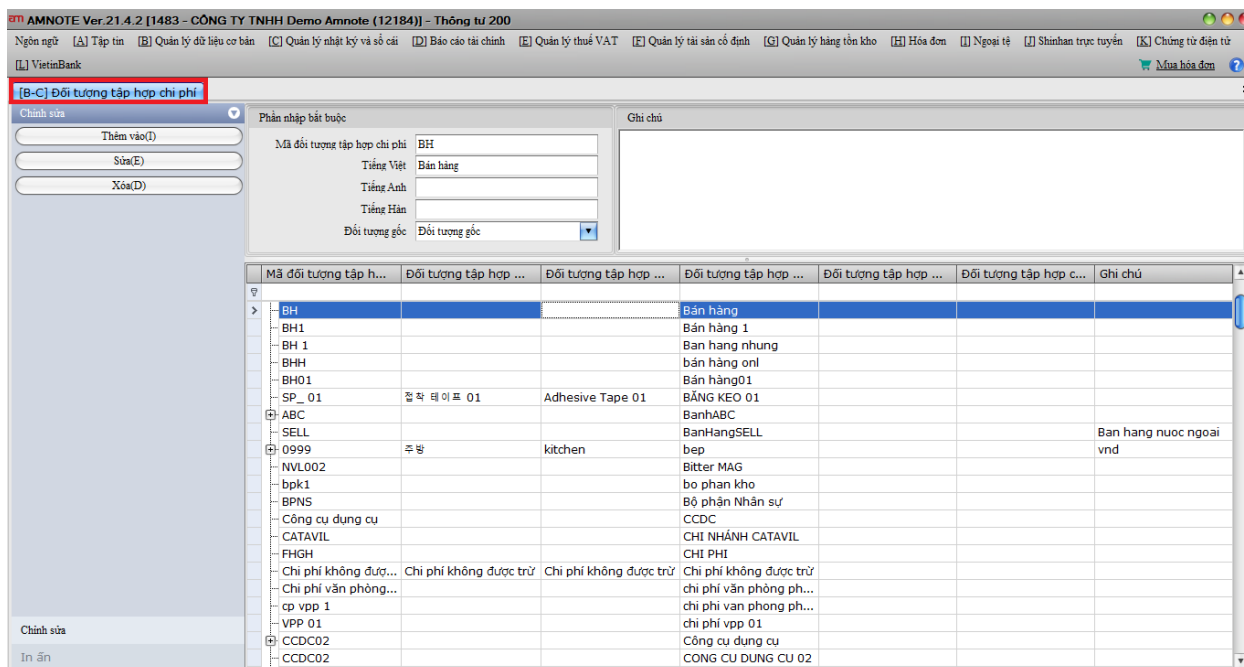 am AMNOTE Ver.21.4.2 [1483 - CÔNG TY TNHH Demo Amnote (12184)] - Thông tư 200
Ngôn ngữ [A] Tập tin [B] Quản lý dữ liệu cơ bản [C] Quản lý nhật ký và sổ cái [D] Báo cáo tài chính [E] Quản lý thuế VAT [F] Quản lý tài sản cố định [G] Quản lý hàng tồn kho [H] Hóa đơn [I] Ngoại tệ [J] Shinhan trực tuyến [K] Chứng từ điện tử
[L] VietinBank Mua hóa đơn ?
[B-C] Đối tượng tập hợp chi phí
Chỉnh sửa
Thêm vào(I)
Sửa(E)
Xóa(D)
Phần nhập bắt buộc
Mã đối tượng tập hợp chi phí BH
Tiếng Việt Bán hàng
Tiếng Anh
Tiếng Hàn
Đối tượng gốc Đối tượng gốc
Ghi chú
Mã đối tượng tập h... Đối tượng tập hợp ... Đối tượng tập hợp ... Đối tượng tập hợp ... Đối tượng tập hợp ... Đối tượng tập hợp c... Ghi chú
BH Bán hàng
BH1 Bán hàng 1
BH 1 Ban hang nhung
BHH bán hàng onl
BH01 Bán hàng01
SP_ 01 접착 테이프 01 Adhesive Tape 01 BĂNG KEO 01
ABC BanhABC
SELL BanHangSELL Ban hang nuoc ngoai
0999 주방 kitchen bep vnd
NVL002 Bitter MAG
bpk1 bo phan kho
BPNS Bộ phận Nhân sự
Công cụ dụng cụ CCDC
CATAVIL CHI NHÁNH CATAVIL
FHGH CHI PHI
Chi phí không đượ... Chi phí không được trừ Chi phí không được trừ Chi phí không được trừ
Chi phí văn phòng... chi phí văn phòng ph...
cp vpp 1 chi phi van phong ph...
VPP 01 chi phí vpp 01
CCDC02 Công cụ dụng cụ
CCDC02 CONG CU DUNG CU 02
Chỉnh sửa
In ấn